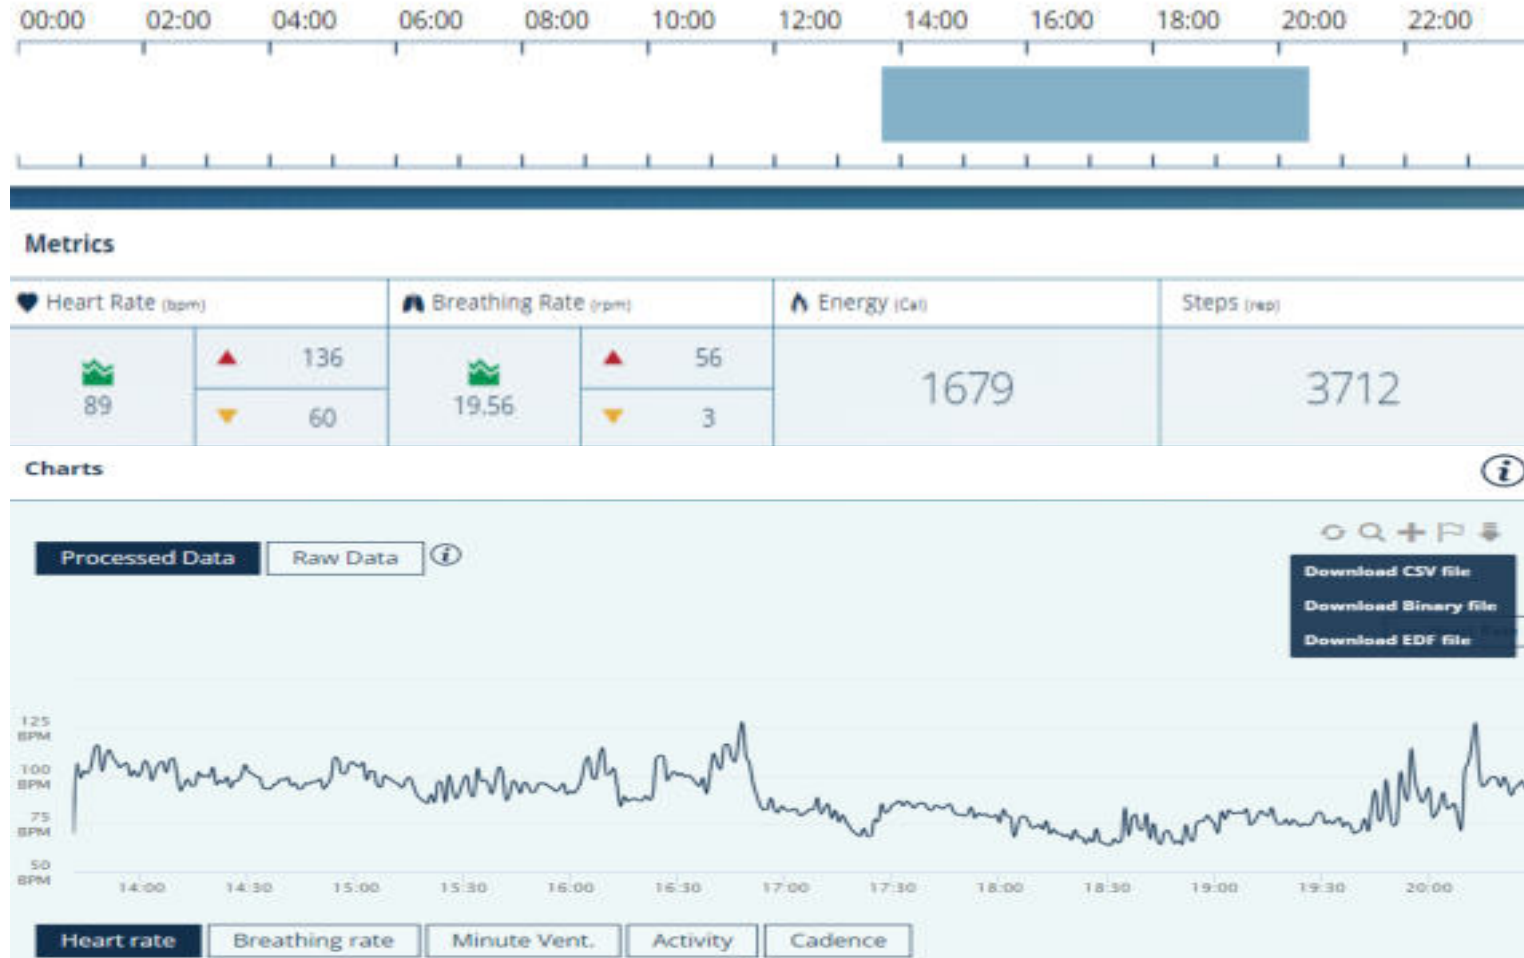 00:00 02:00 04:00 06:00 08:00 10:00 12:00 14:00 16:00 18:00 20:00 22:00
Metrics
Heart Rate (bpm) Breathing Rate (rpm) Energy (Cal) Steps (rep)
136 56
89 19.56 1679 3712
60 3
Charts i
Processed Data Raw Data i
Download CSV file
Download Binary file
Download EDF file
125
BPM
100
BPM
75
BPM
50
BPM
14:00 14:30 15:00 15:30 16:00 16:30 17:00 17:30 18:00 18:30 19:00 19:30 20:00
Heart rate Breathing rate Minute Vent. Activity Cadence